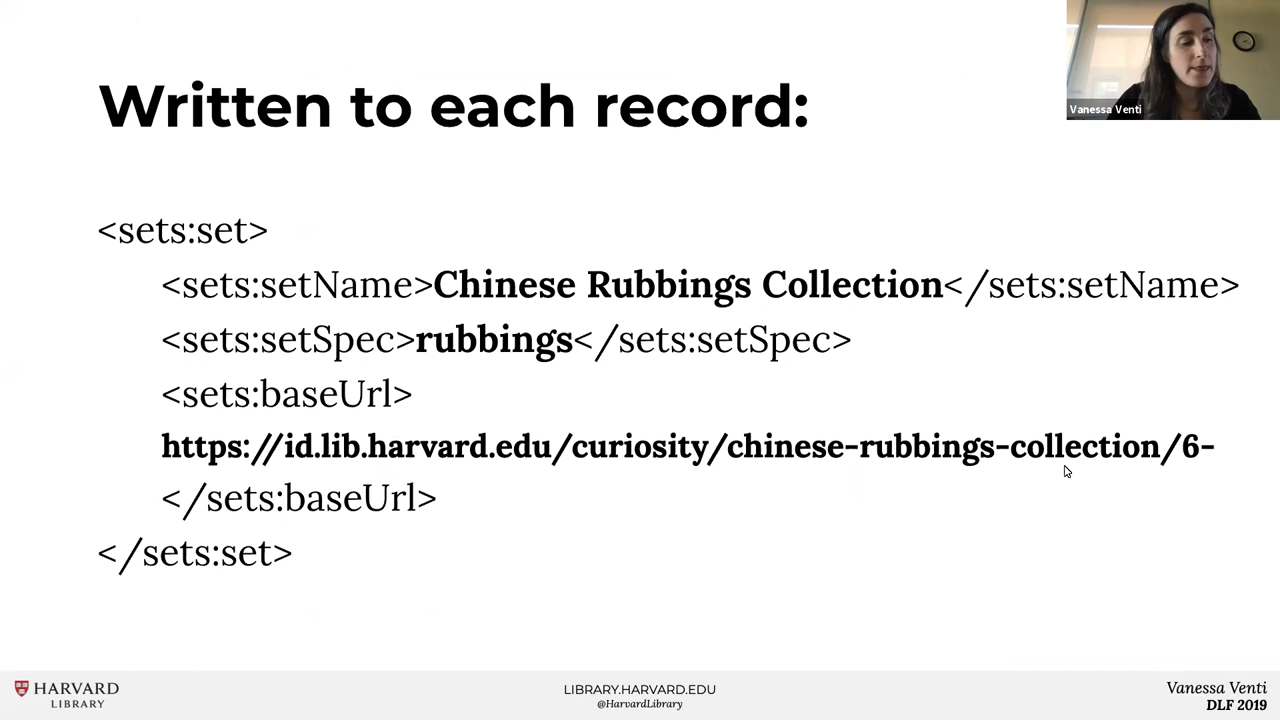 Written to each record:
Vanessa Venti
<sets:set>
<sets:setName>Chinese Rubbings Collection</sets:setName>
<sets:setSpec>rubbings</sets:setSpec>
<sets:baseUrl>
https://id.lib.harvard.edu/curiosity/chinese-rubbings-collection/6-
</sets:baseUrl>
</sets:set>
HARVARD
LIBRARY
LIBRARY.HARVARD.EDU
@HarvardLibrary
Vanessa Venti
DLF 2019